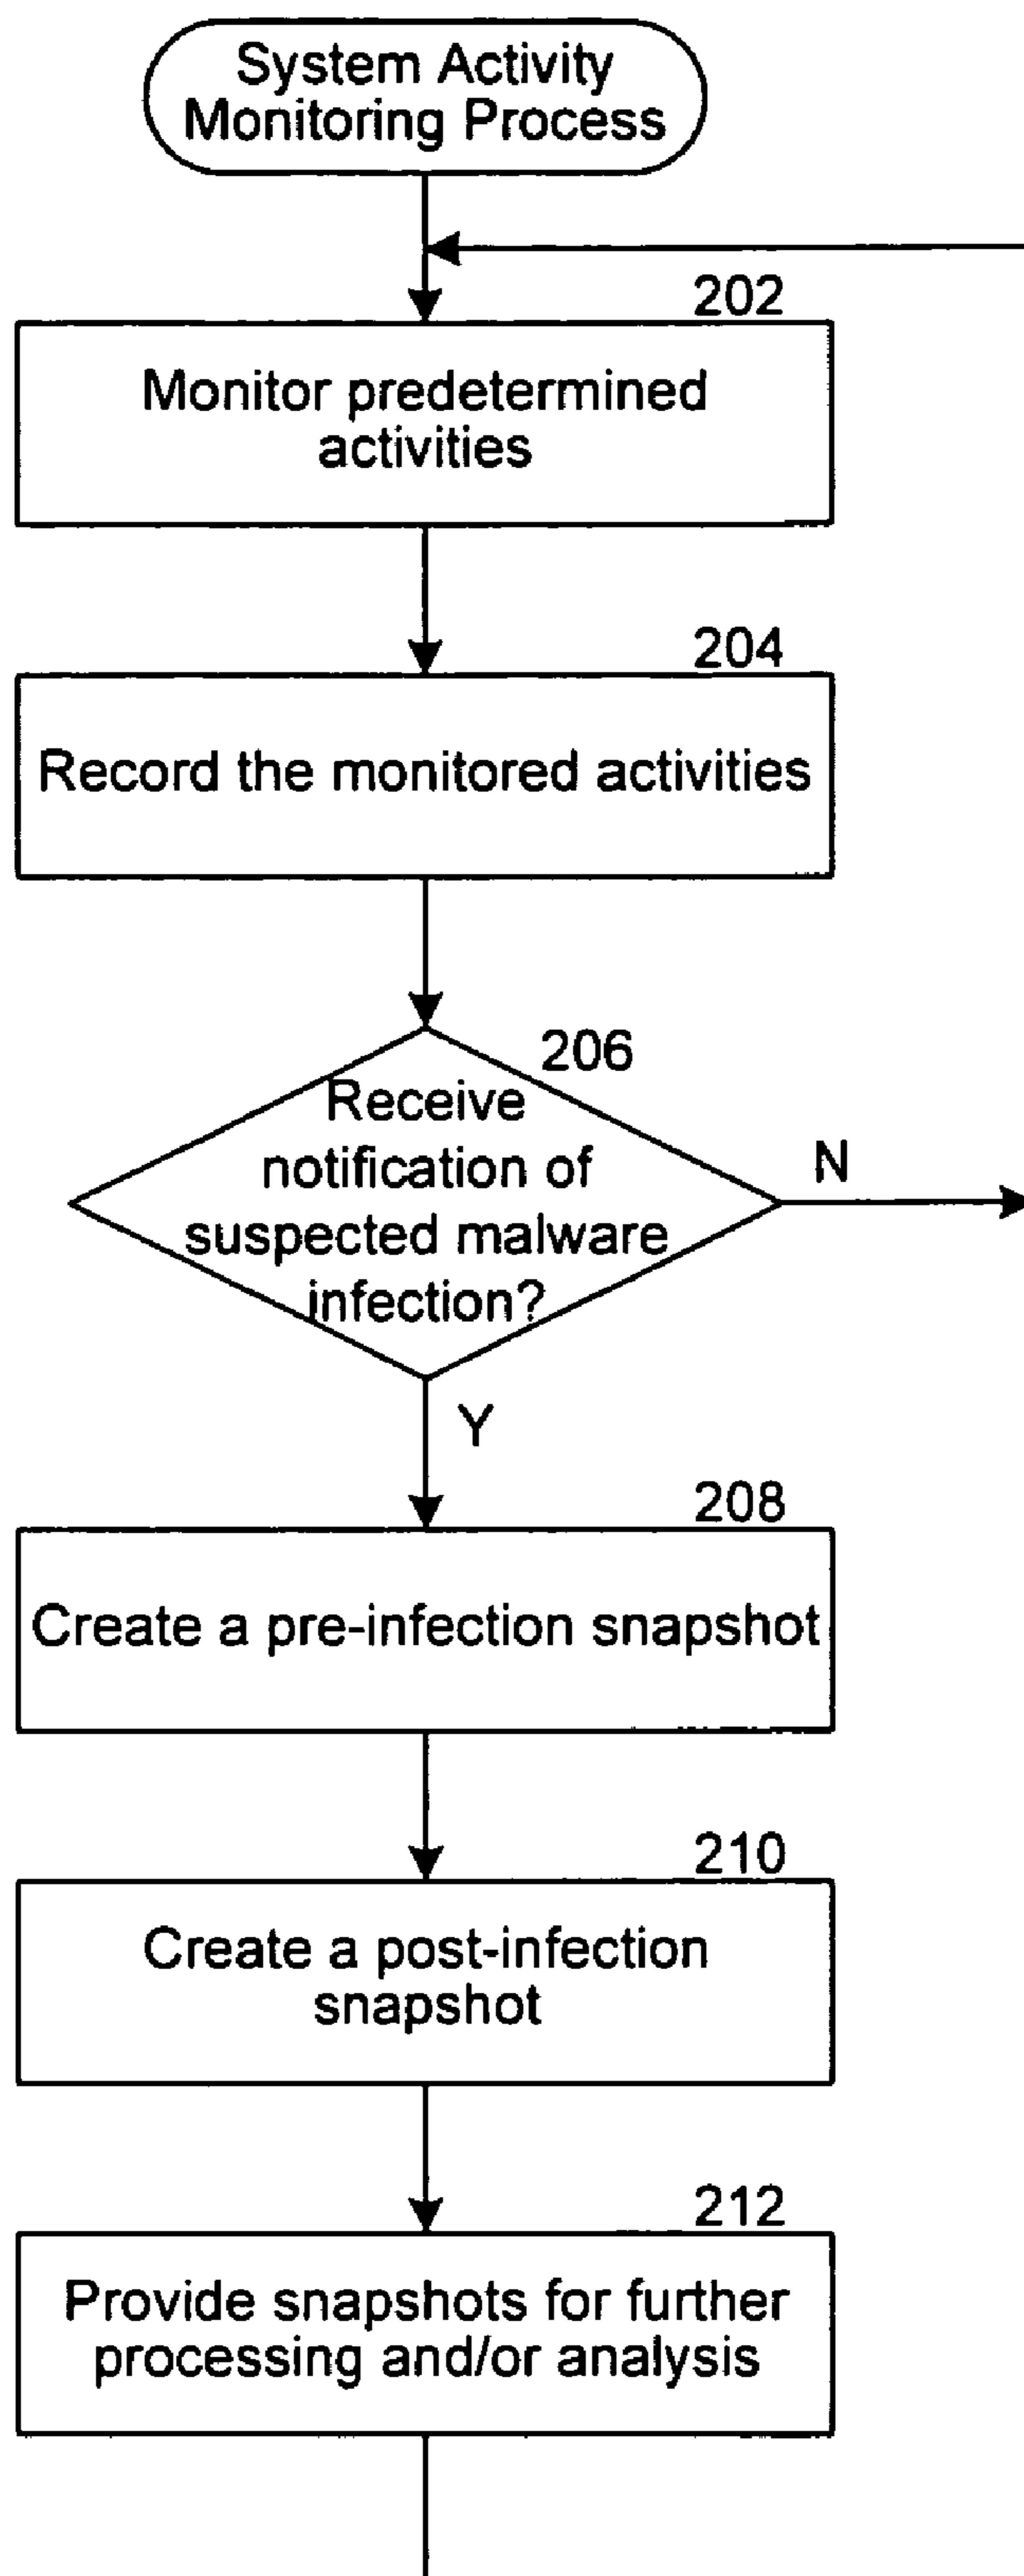 System Activity
Monitoring Process
202
Monitor predetermined
activities
204
Record the monitored activities
206
Receive
notification of
suspected malware
infection?
N
Y
208
Create a pre-infection snapshot
210
Create a post-infection
snapshot
212
Provide snapshots for further
processing and/or analysis